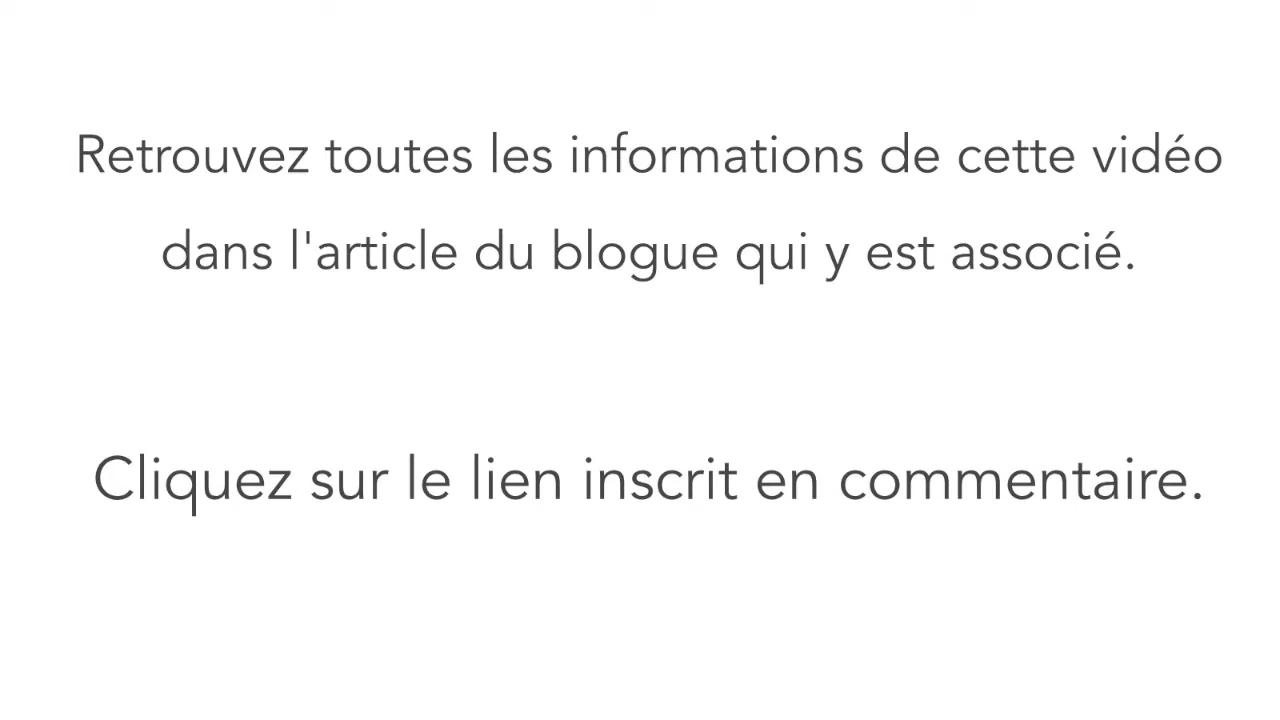 Retrouvez toutes les informations de cette vidéo
dans l'article du blogue qui y est associé.
Cliquez sur le lien inscrit en commentaire.